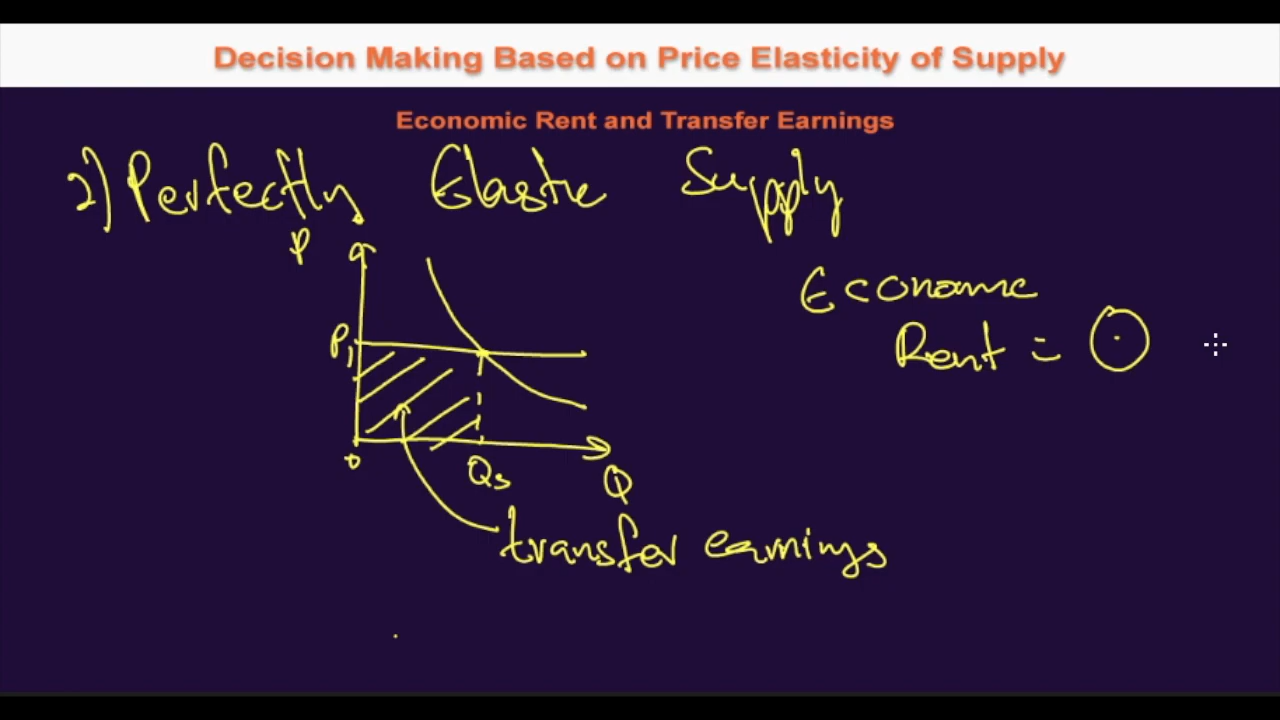 Decision Making Based on Price Elasticity of Supply
Economic Rent and Transfer Earnings
2) Perfectly Elastic Supply
P
Economic
Rent = 0
P1
0
Qs
Q
transfer earnings